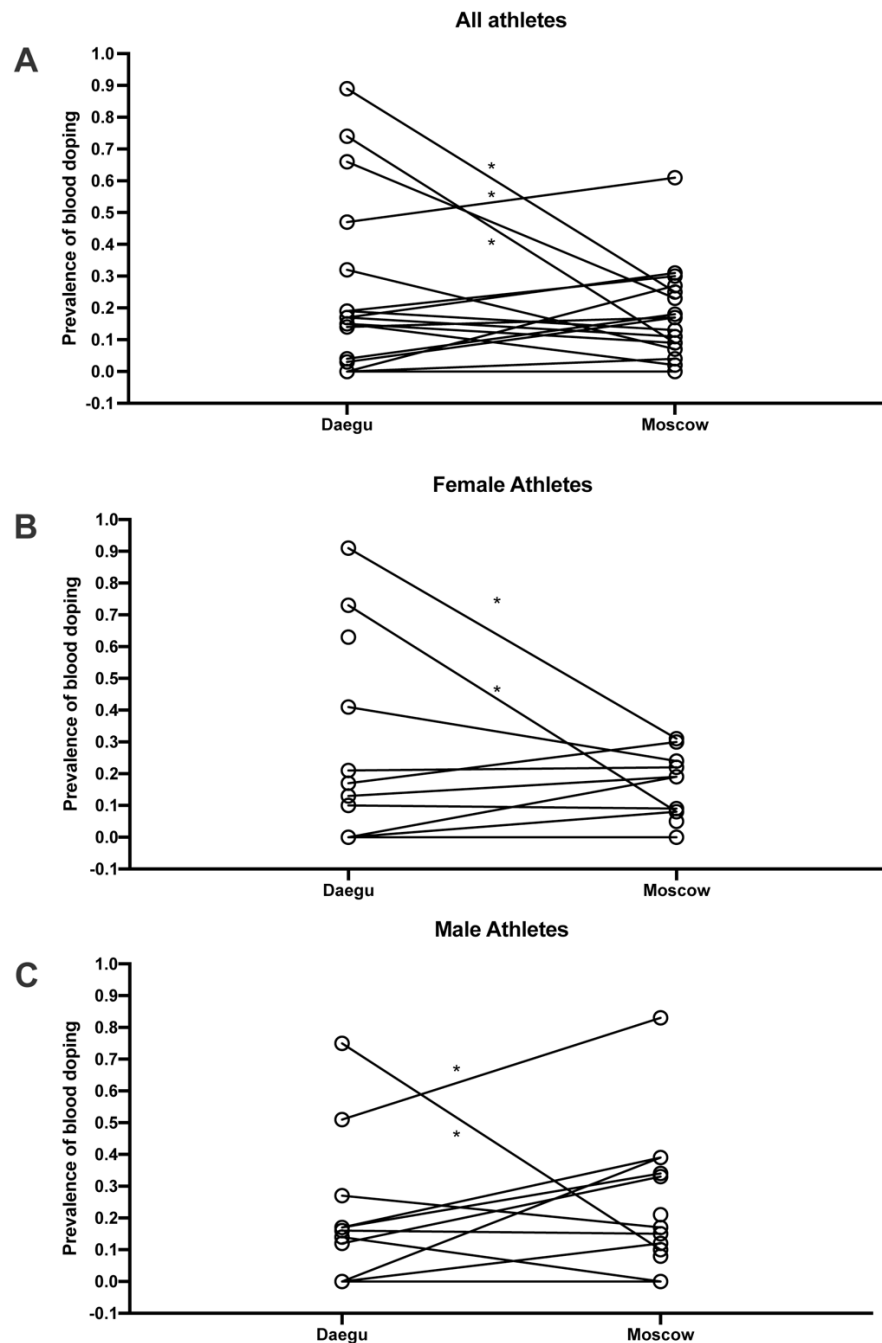 All athletes
A
Prevalence of blood doping
1.0
0.9
0.8
0.7
0.6
0.5
0.4
0.3
0.2
0.1
0.0
-0.1
*
*
*
Daegu
Moscow
Female Athletes
B
Prevalence of blood doping
1.0
0.9
0.8
0.7
0.6
0.5
0.4
0.3
0.2
0.1
0.0
-0.1
*
*
Daegu
Moscow
Male Athletes
C
Prevalence of blood doping
1.0
0.9
0.8
0.7
0.6
0.5
0.4
0.3
0.2
0.1
0.0
-0.1
*
*
Daegu
Moscow